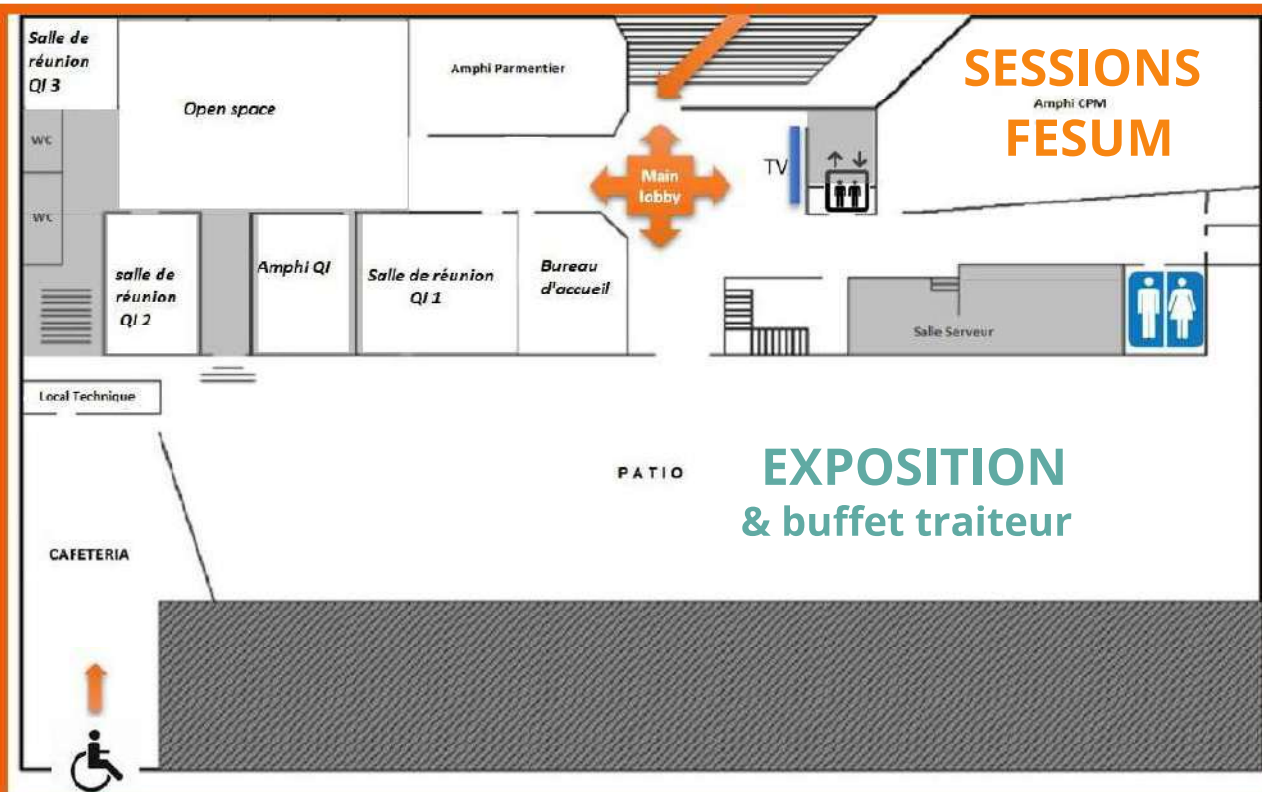 Salle de
réunion
QI 3
Open space
Amphi Parmentier
SESSIONS
Amphi CPM
FESUM
WC
WC
TV
Main
lobby
salle de
réunion
QI 2
Amphi QI
Salle de réunion
QI 1
Bureau
d'accueil
Salle Serveur
Local Technique
PATIO
EXPOSITION
& buffet traiteur
CAFETERIA